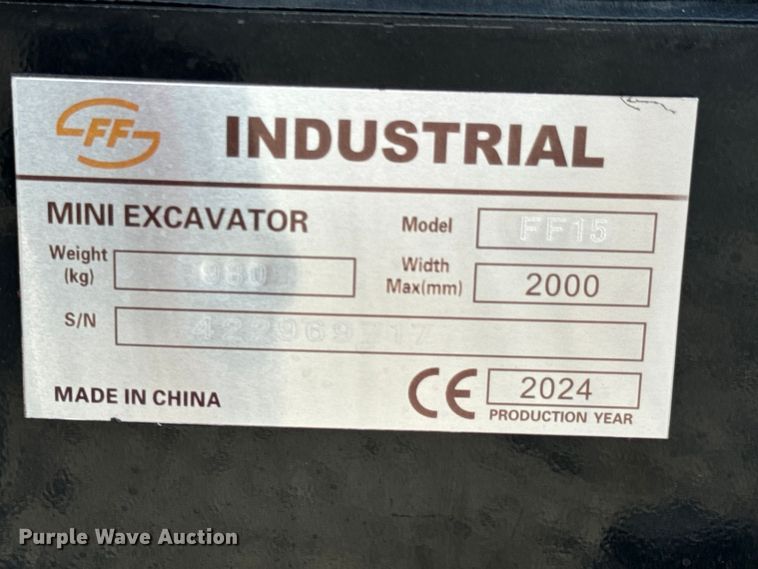 FF INDUSTRIAL
MINI EXCAVATOR
Model FF15
Weight (kg) 980
Width Max(mm) 2000
S/N
MADE IN CHINA
CE 2024
PRODUCTION YEAR
Purple Wave Auction